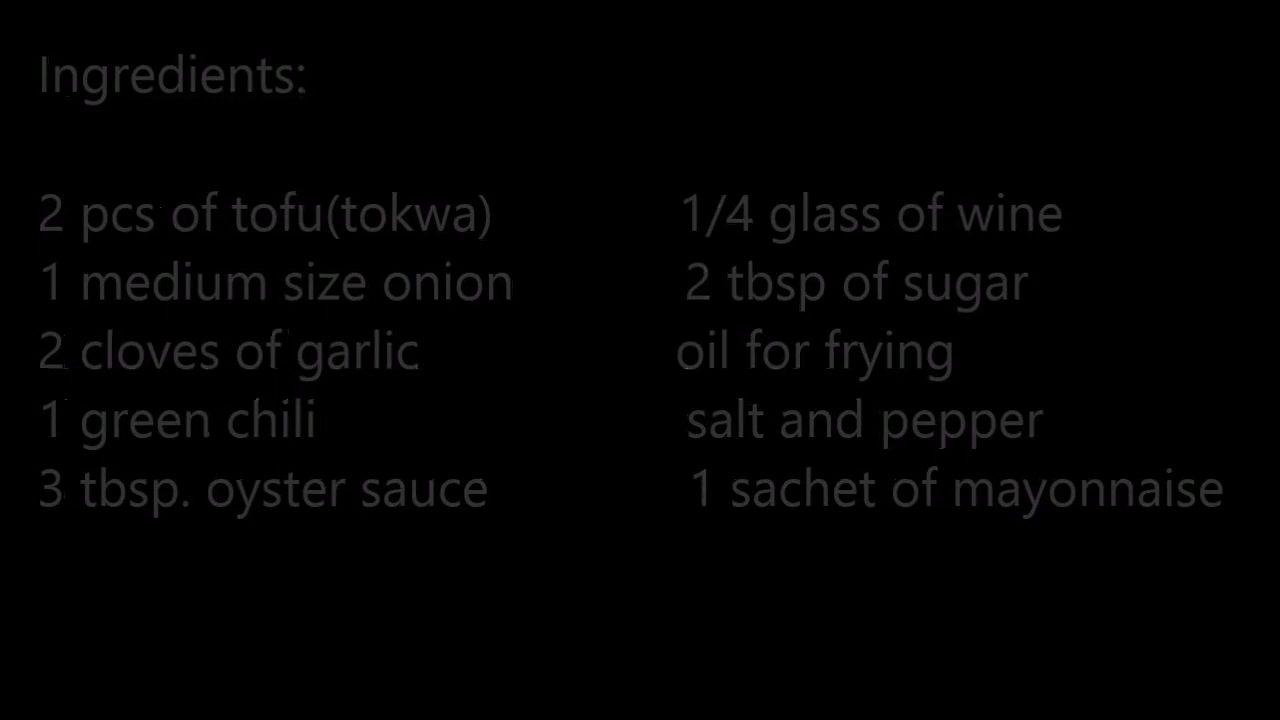 Ingredients:
2 pcs of tofu(tokwa)
1 medium size onion
2 cloves of garlic
1 green chili
3 tbsp. oyster sauce
1/4 glass of wine
2 tbsp of sugar
oil for frying
salt and pepper
1 sachet of mayonnaise